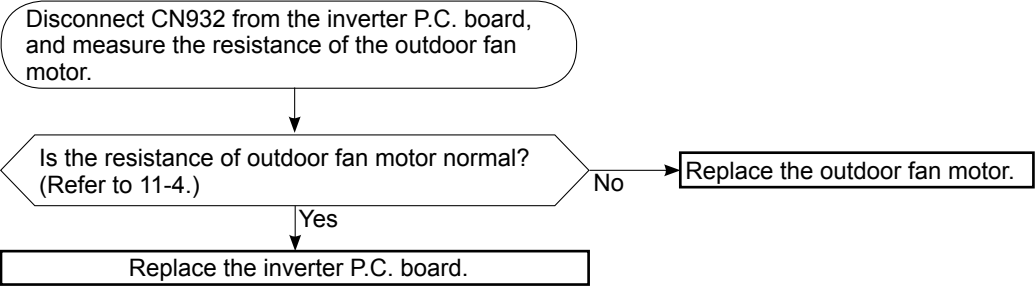 Disconnect CN932 from the inverter P.C. board,
and measure the resistance of the outdoor fan
motor.
Is the resistance of outdoor fan motor normal?
(Refer to 11-4.)
No
Replace the outdoor fan motor.
Yes
Replace the inverter P.C. board.